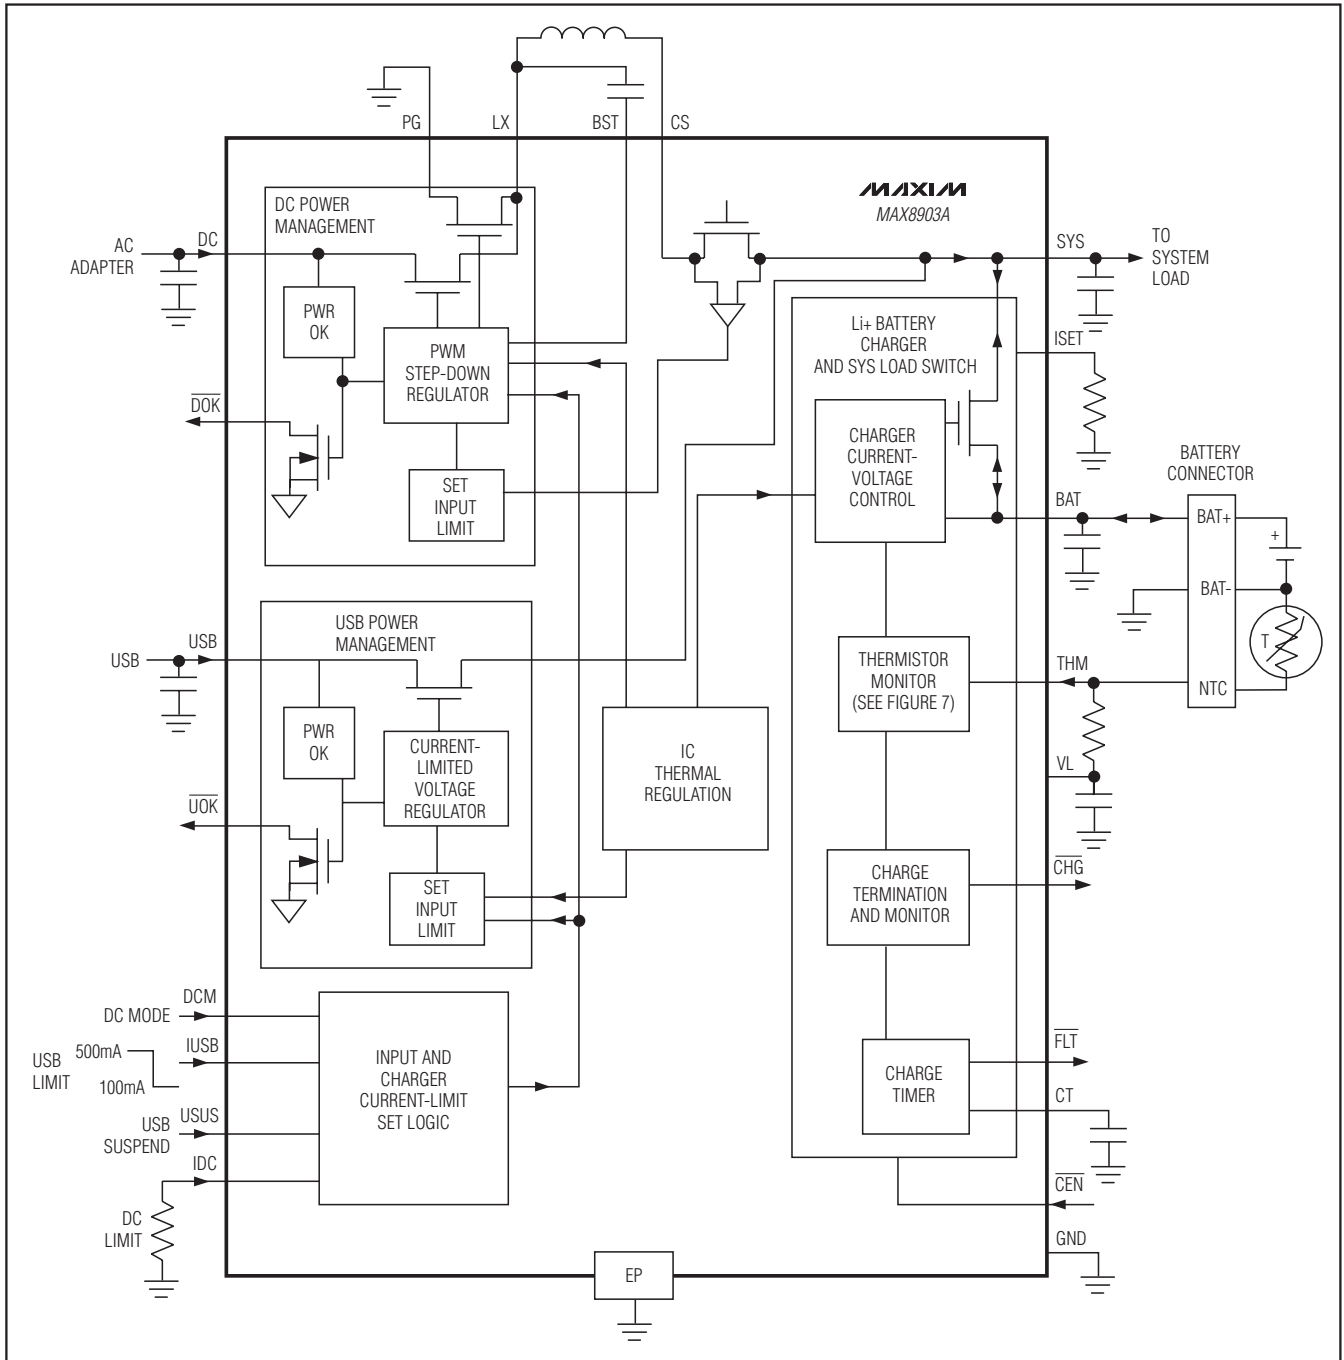 PG
LX
BST
CS
DC POWER
MANAGEMENT
MAXIM
MAX8903A
AC
ADAPTER
DC
PWR
OK
PWM
STEP-DOWN
REGULATOR
DOK
SET
INPUT
LIMIT
Li+ BATTERY
CHARGER
AND SYS LOAD SWITCH
CHARGER
CURRENT-
VOLTAGE
CONTROL
SYS
TO
SYSTEM
LOAD
ISET
BATTERY
CONNECTOR
BAT
BAT+
+
BAT-
T
NTC
USB POWER
MANAGEMENT
USB
USB
PWR
OK
CURRENT-
LIMITED
VOLTAGE
REGULATOR
UOK
SET
INPUT
LIMIT
IC
THERMAL
REGULATION
THERMISTOR
MONITOR
(SEE FIGURE 7)
THM
VL
CHARGE
TERMINATION
AND MONITOR
CHG
DCM
DC MODE
IUSB
USB
LIMIT
500mA
100mA
USUS
USB
SUSPEND
IDC
DC
LIMIT
INPUT AND
CHARGER
CURRENT-LIMIT
SET LOGIC
CHARGE
TIMER
FLT
CT
CEN
GND
EP